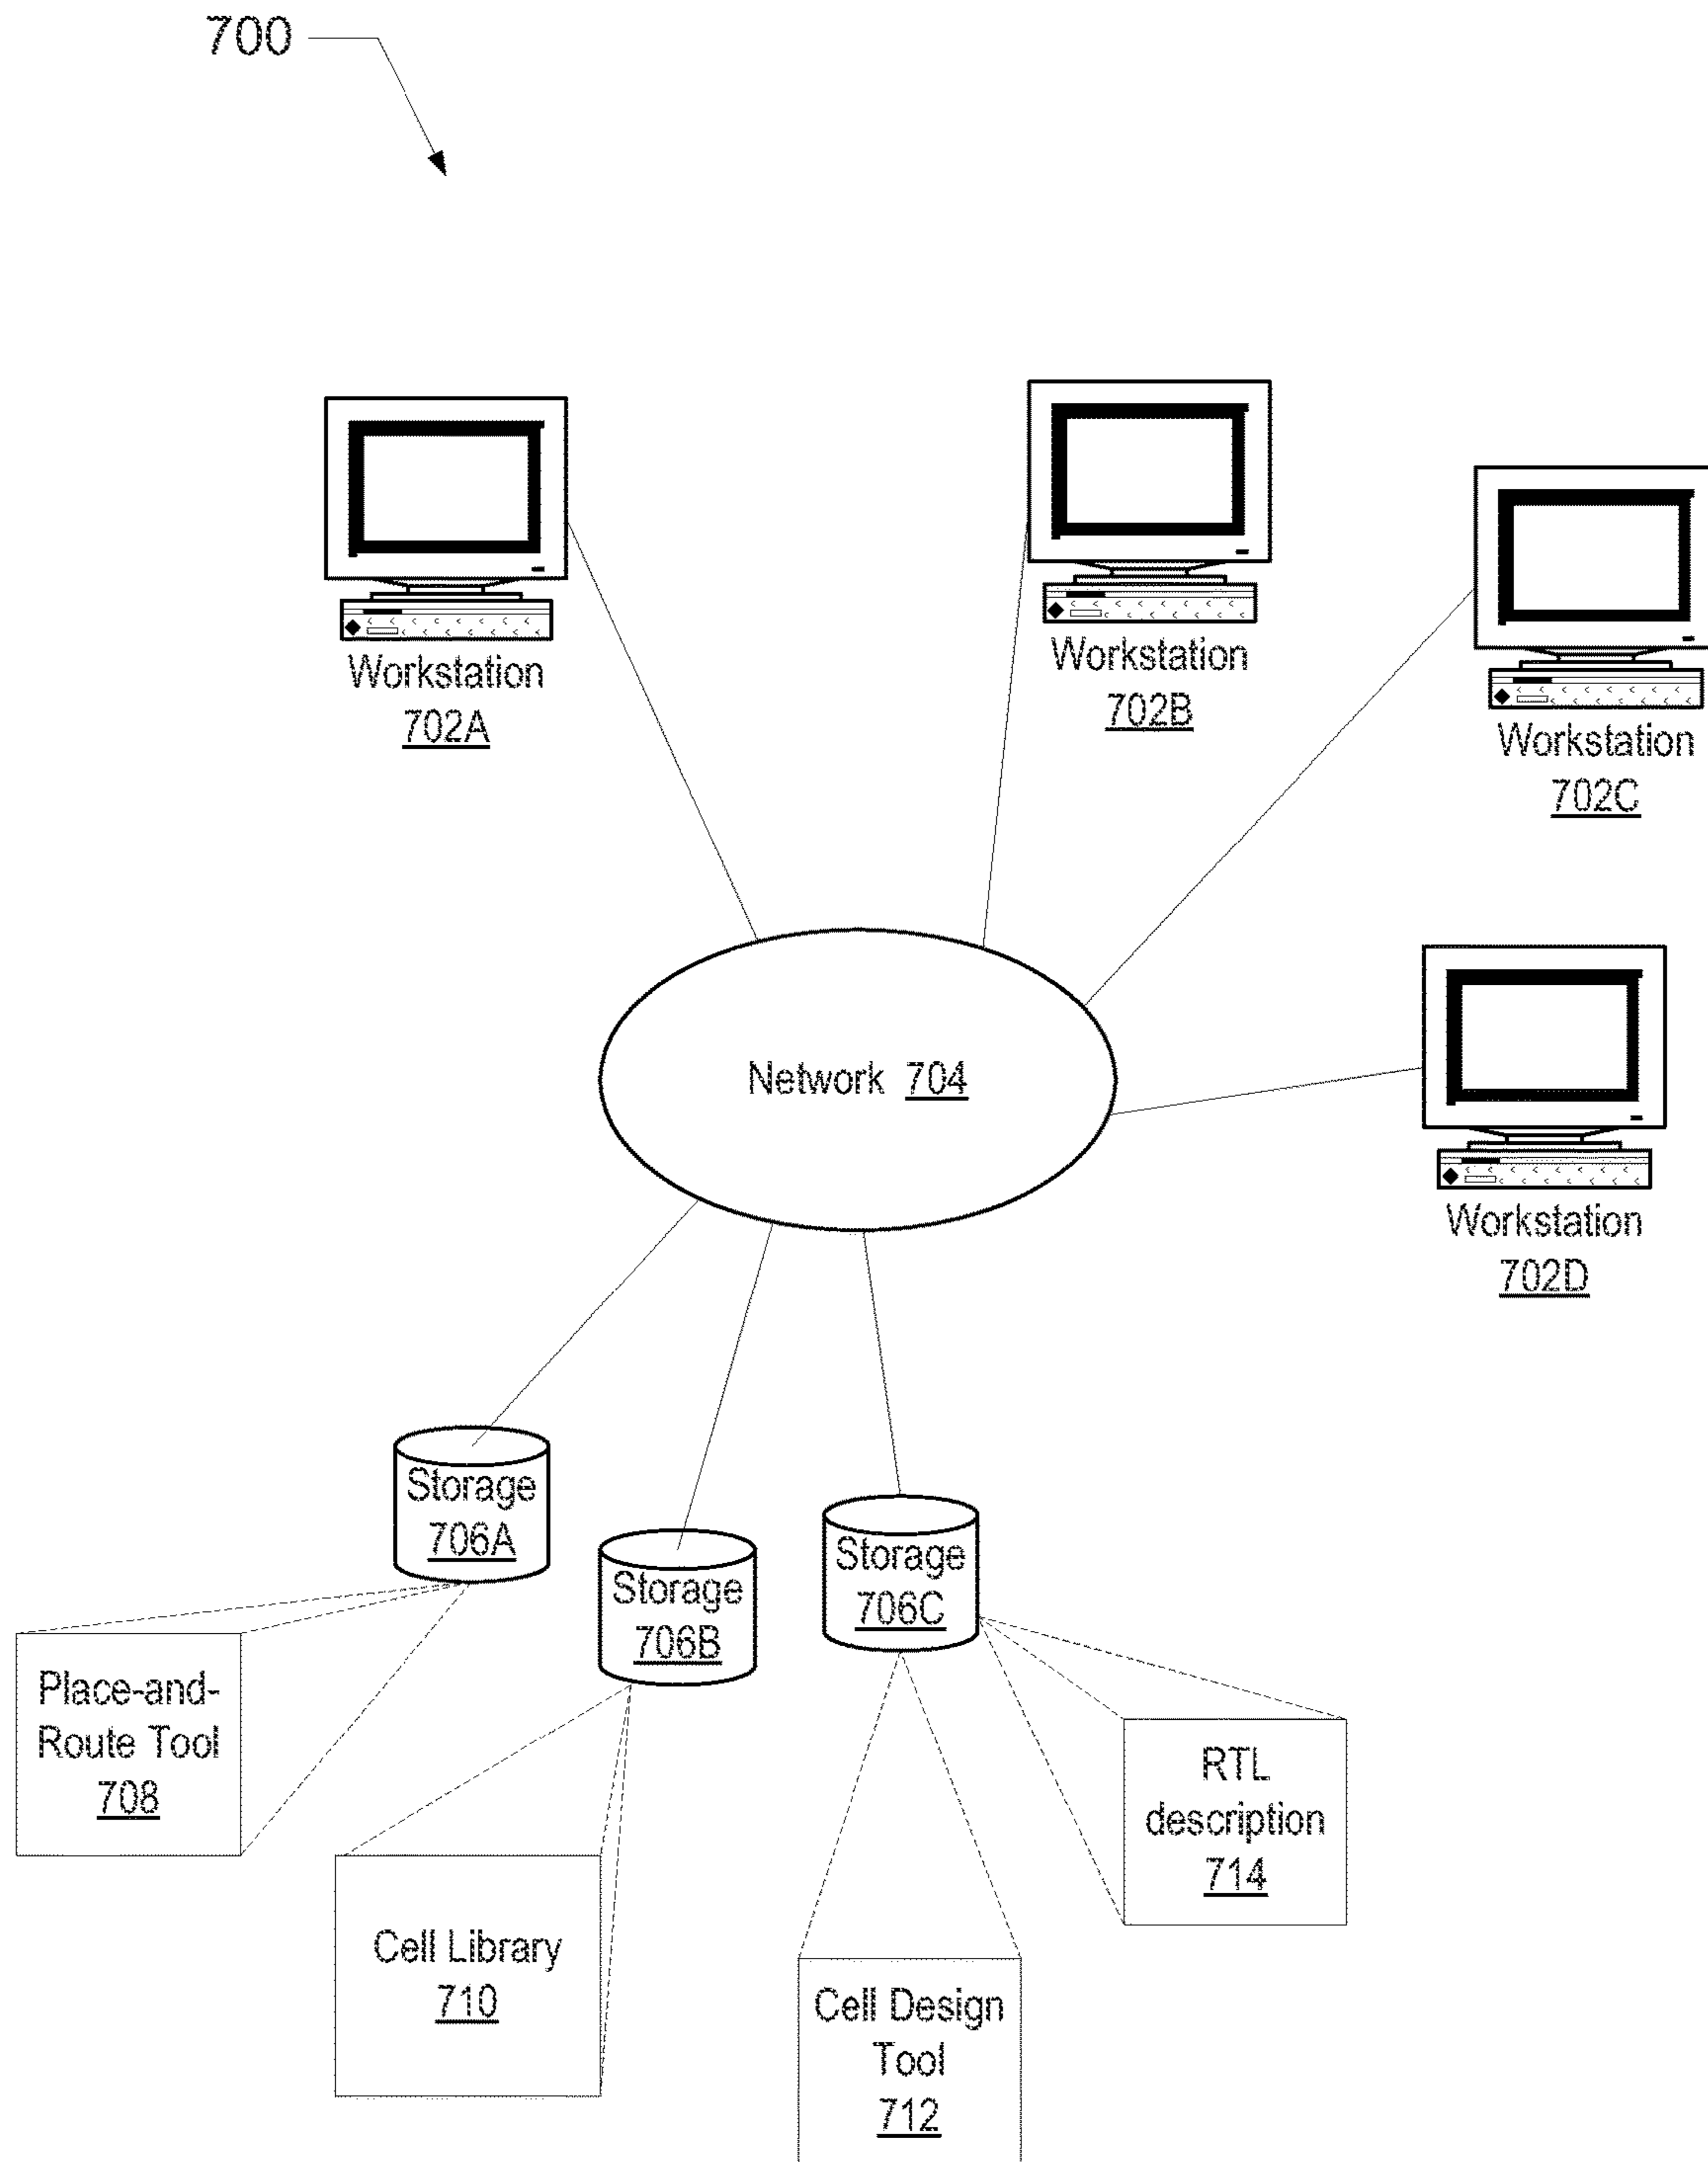 700
Workstation
702A
Workstation
702B
Workstation
702C
Network 704
Workstation
702D
Storage
706A
Storage
706B
Storage
706C
Place-and-
Route Tool
708
Cell Library
710
Cell Design
Tool
712
RTL
description
714